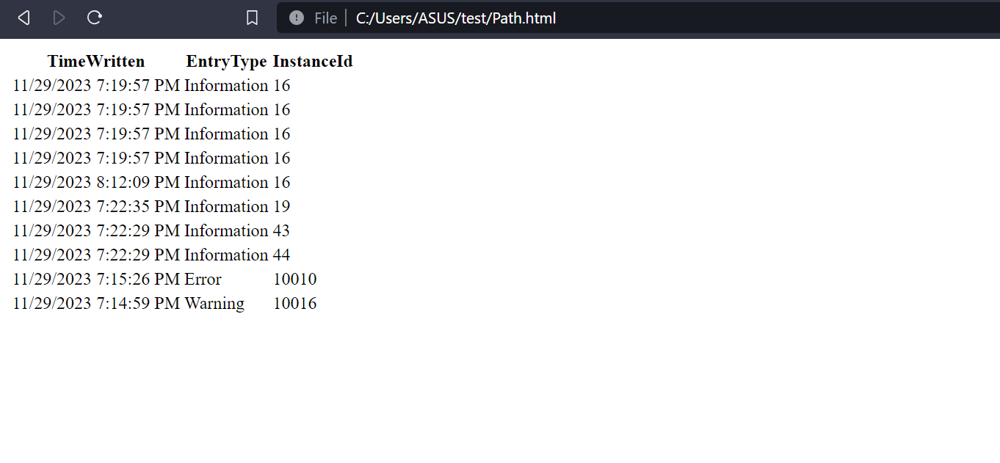 File | C:/Users/ASUS/test/Path.html
TimeWritten EntryType InstanceId
11/29/2023 7:19:57 PM Information 16
11/29/2023 7:19:57 PM Information 16
11/29/2023 7:19:57 PM Information 16
11/29/2023 7:19:57 PM Information 16
11/29/2023 8:12:09 PM Information 16
11/29/2023 7:22:35 PM Information 19
11/29/2023 7:22:29 PM Information 43
11/29/2023 7:22:29 PM Information 44
11/29/2023 7:15:26 PM Error 10010
11/29/2023 7:14:59 PM Warning 10016